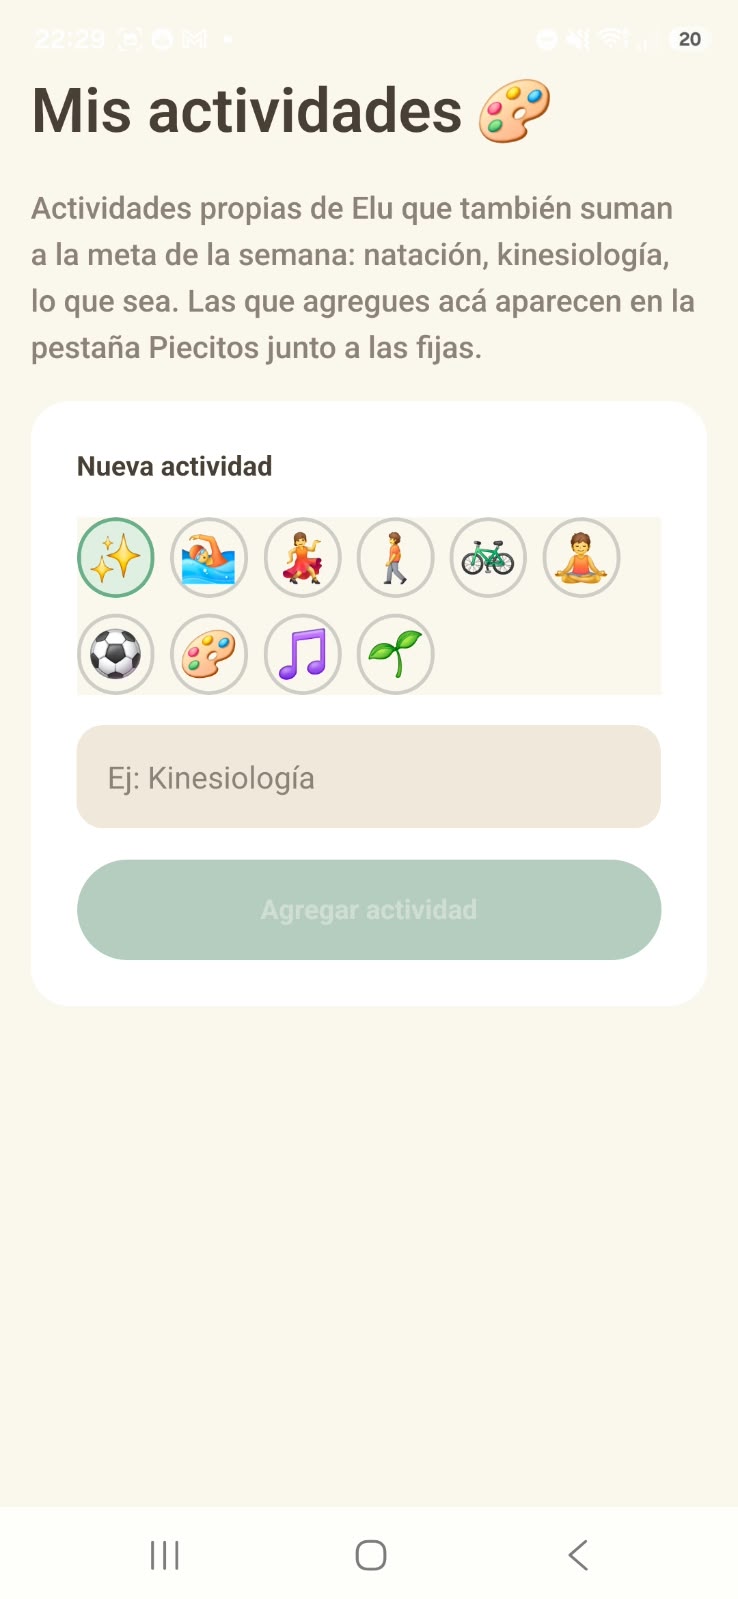 22:29
20
Mis actividades
Actividades propias de Elu que también suman
a la meta de la semana: natación, kinesiología,
lo que sea. Las que agregues acá aparecen en la
pestaña Piecitos junto a las fijas.
Nueva actividad
Ej: Kinesiología
Agregar actividad